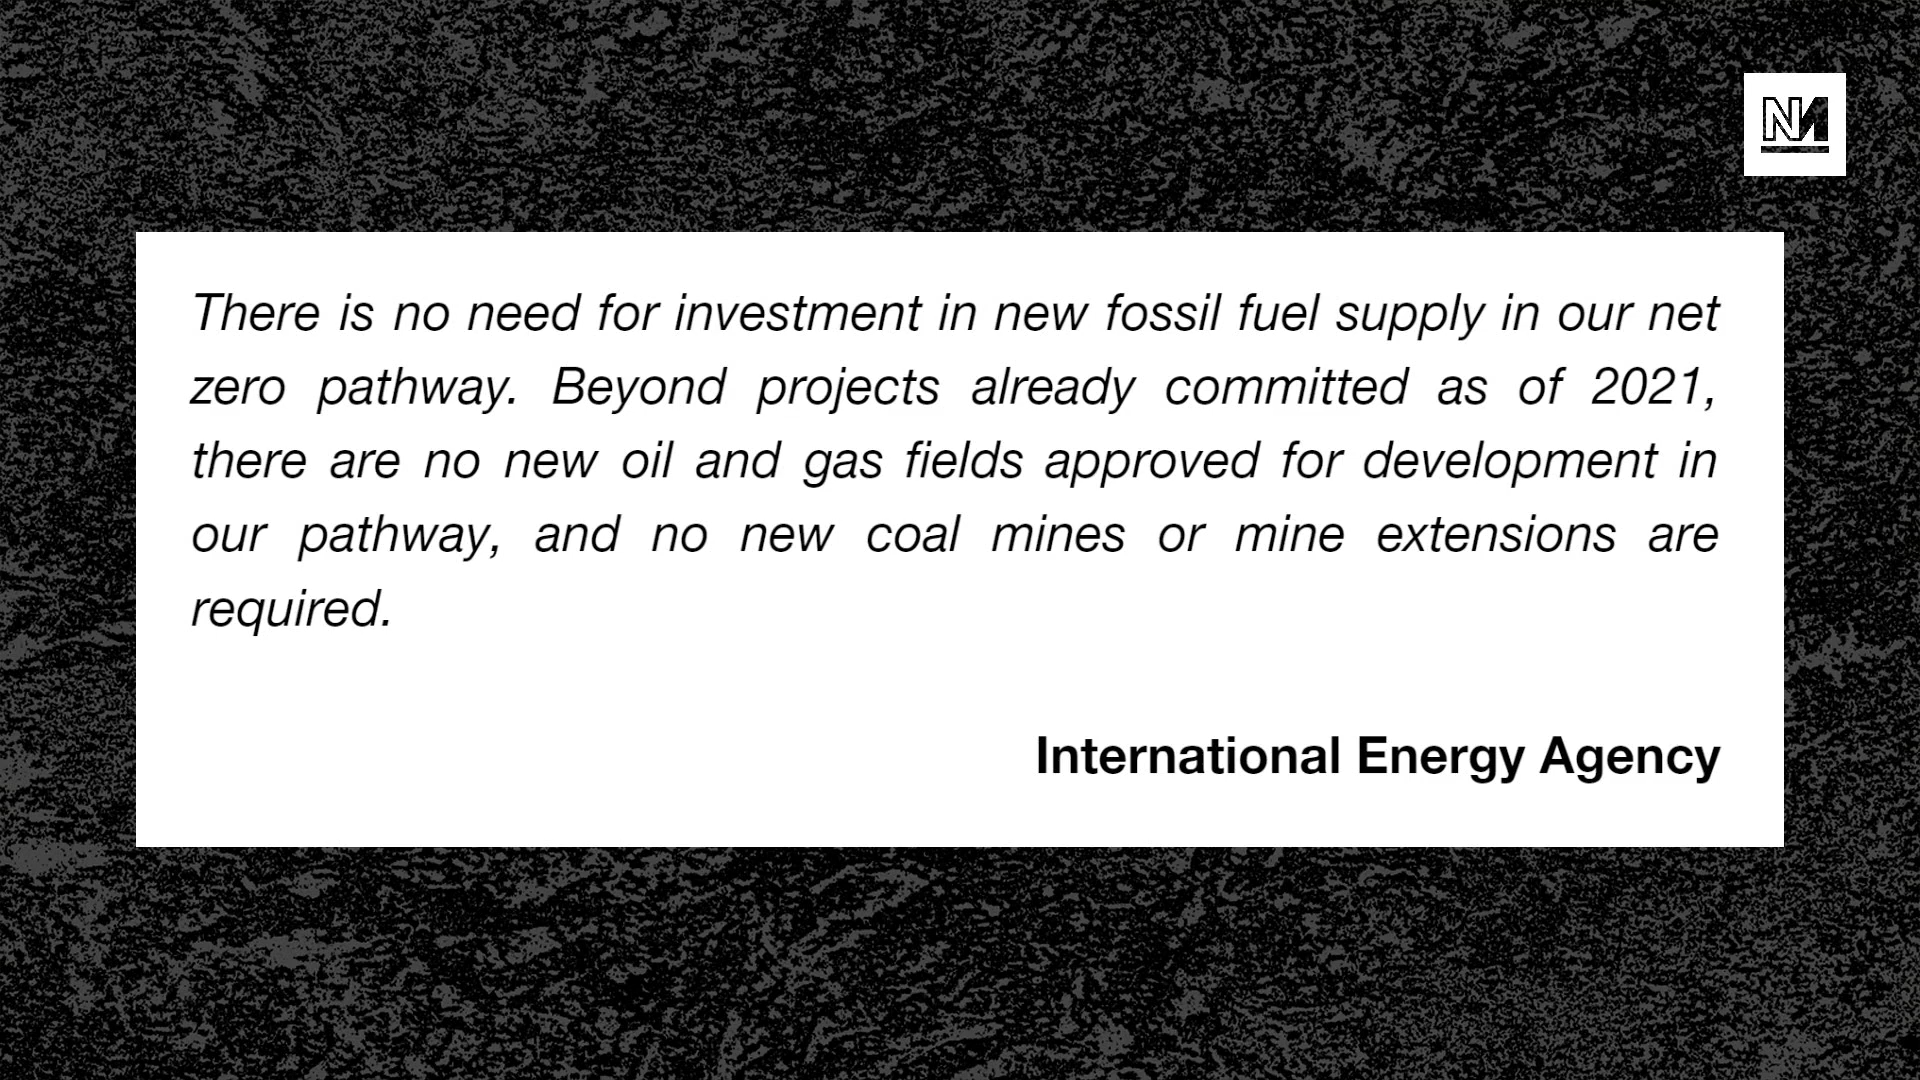 NM
There is no need for investment in new fossil fuel supply in our net
zero pathway. Beyond projects already committed as of 2021,
there are no new oil and gas fields approved for development in
our pathway, and no new coal mines or mine extensions are
required.
International Energy Agency